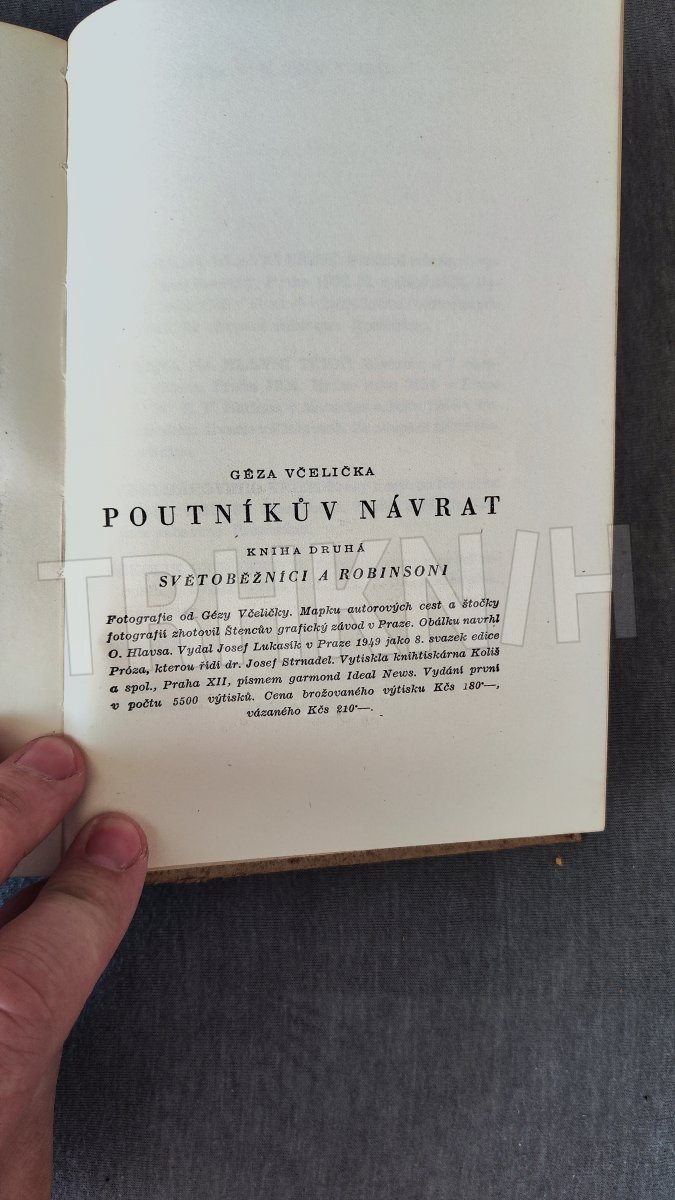 GÉZA VČELIČKA
POUTNÍKŮV NÁVRAT
KNIHA DRUHÁ
SVĚTOBĚŽNÍCI A ROBINSONI
Fotografie od Gézy Včeličky. Mapku autorových cest a štočky
fotografií zhotovil Štencův grafický závod v Praze. Obálku navrhl
O. Hlavsa. Vydal Josef Lukasík v Praze 1949 jako 8. svazek edice
Próza, kterou řídí dr. Josef Strnadel. Vytiskla knihtiskárna Koliš
a spol., Praha XII, písmem garmond Ideal News. Vydání první
v počtu 5500 výtisků. Cena brožovaného výtisku Kčs 180·—,
vázaného Kčs 210·—.
TRHKNIH